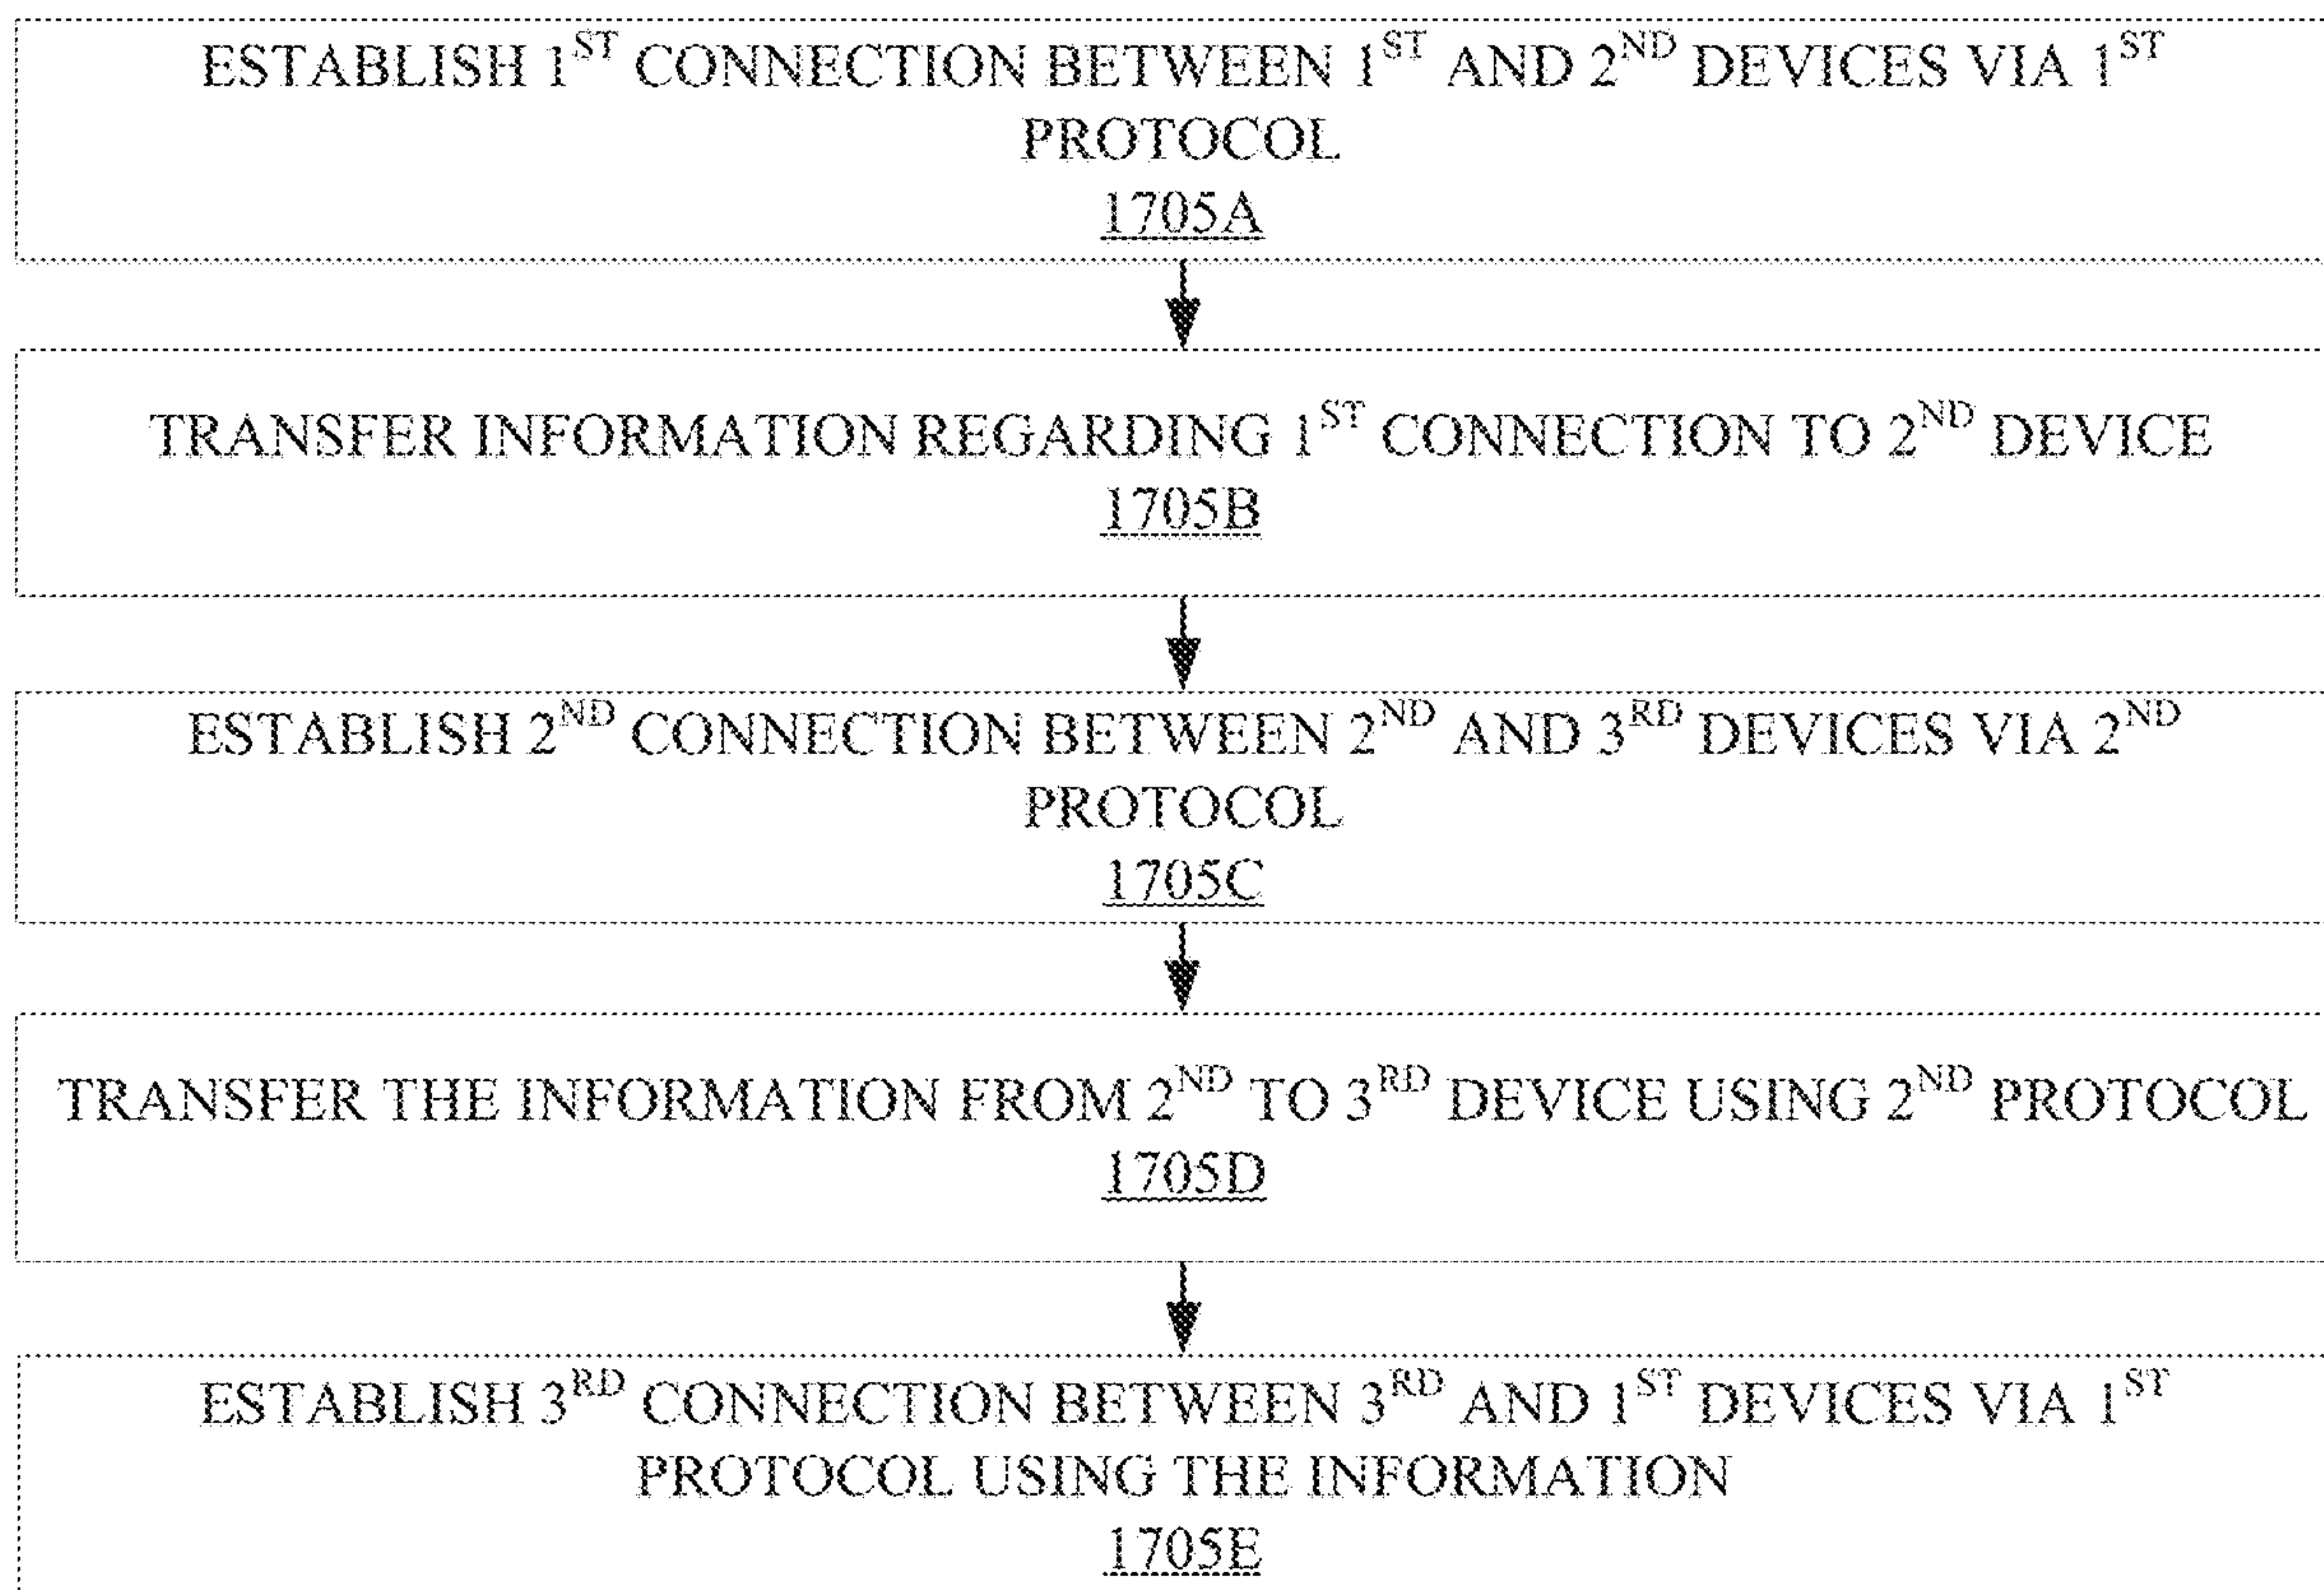 ESTABLISH 1ST CONNECTION BETWEEN 1ST AND 2ND DEVICES VIA 1ST
PROTOCOL
1705A
TRANSFER INFORMATION REGARDING 1ST CONNECTION TO 2ND DEVICE
1705B
ESTABLISH 2ND CONNECTION BETWEEN 2ND AND 3RD DEVICES VIA 2ND
PROTOCOL
1705C
TRANSFER THE INFORMATION FROM 2ND TO 3RD DEVICE USING 2ND PROTOCOL
1705D
ESTABLISH 3RD CONNECTION BETWEEN 3RD AND 1ST DEVICES VIA 1ST
PROTOCOL USING THE INFORMATION
1705E